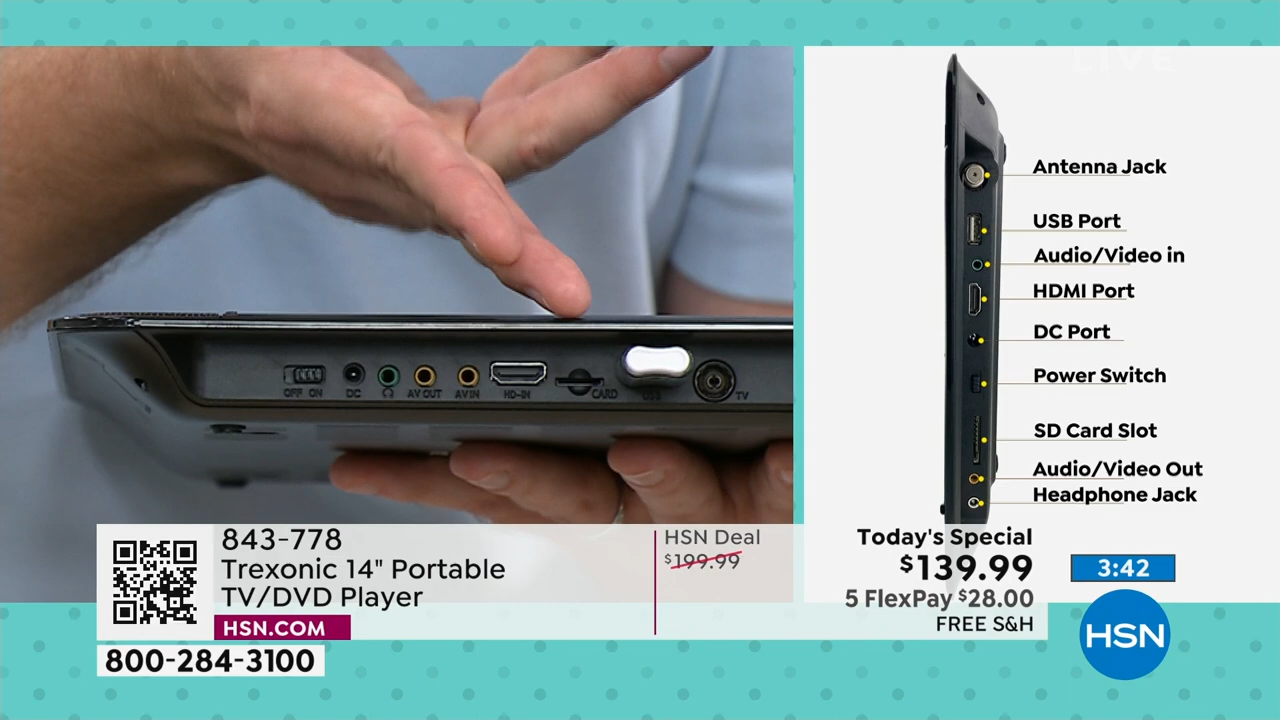 LIVE
Antenna Jack
USB Port
Audio/Video in
HDMI Port
DC Port
Power Switch
SD Card Slot
Audio/Video Out
Headphone Jack
OFF ON
DC
AV OUT
AV IN
HD-IN
CARD
USB
TV
843-778
Trexonic 14" Portable
TV/DVD Player
HSN.COM
800-284-3100
HSN Deal
$199.99
Today's Special
$139.99
5 FlexPay $28.00
FREE S&H
3:42
HSN